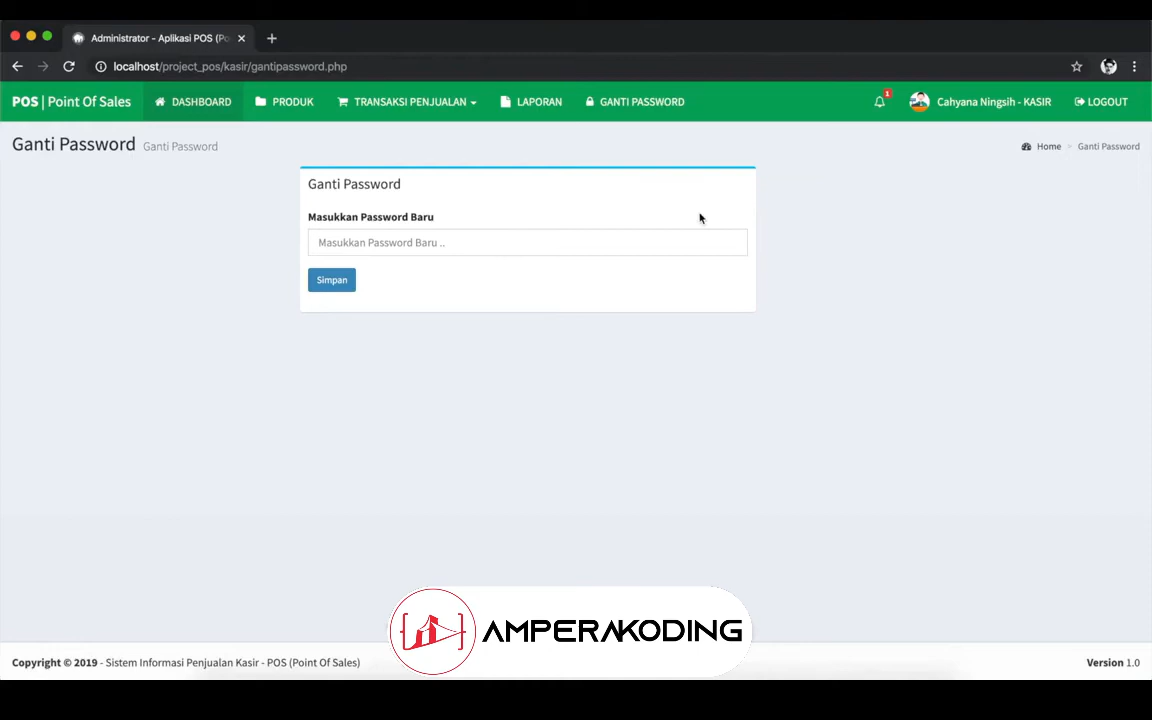 Administrator - Aplikasi POS (Po
localhost/project_pos/kasir/gantipassword.php
POS | Point Of Sales DASHBOARD PRODUK TRANSAKSI PENJUALAN LAPORAN GANTI PASSWORD 1 Cahyana Ningsih - KASIR LOGOUT
Ganti Password Ganti Password Home > Ganti Password
Ganti Password
Masukkan Password Baru
Masukkan Password Baru ..
Simpan
AMPERAKODING
Copyright © 2019 - Sistem Informasi Penjualan Kasir - POS (Point Of Sales) Version 1.0